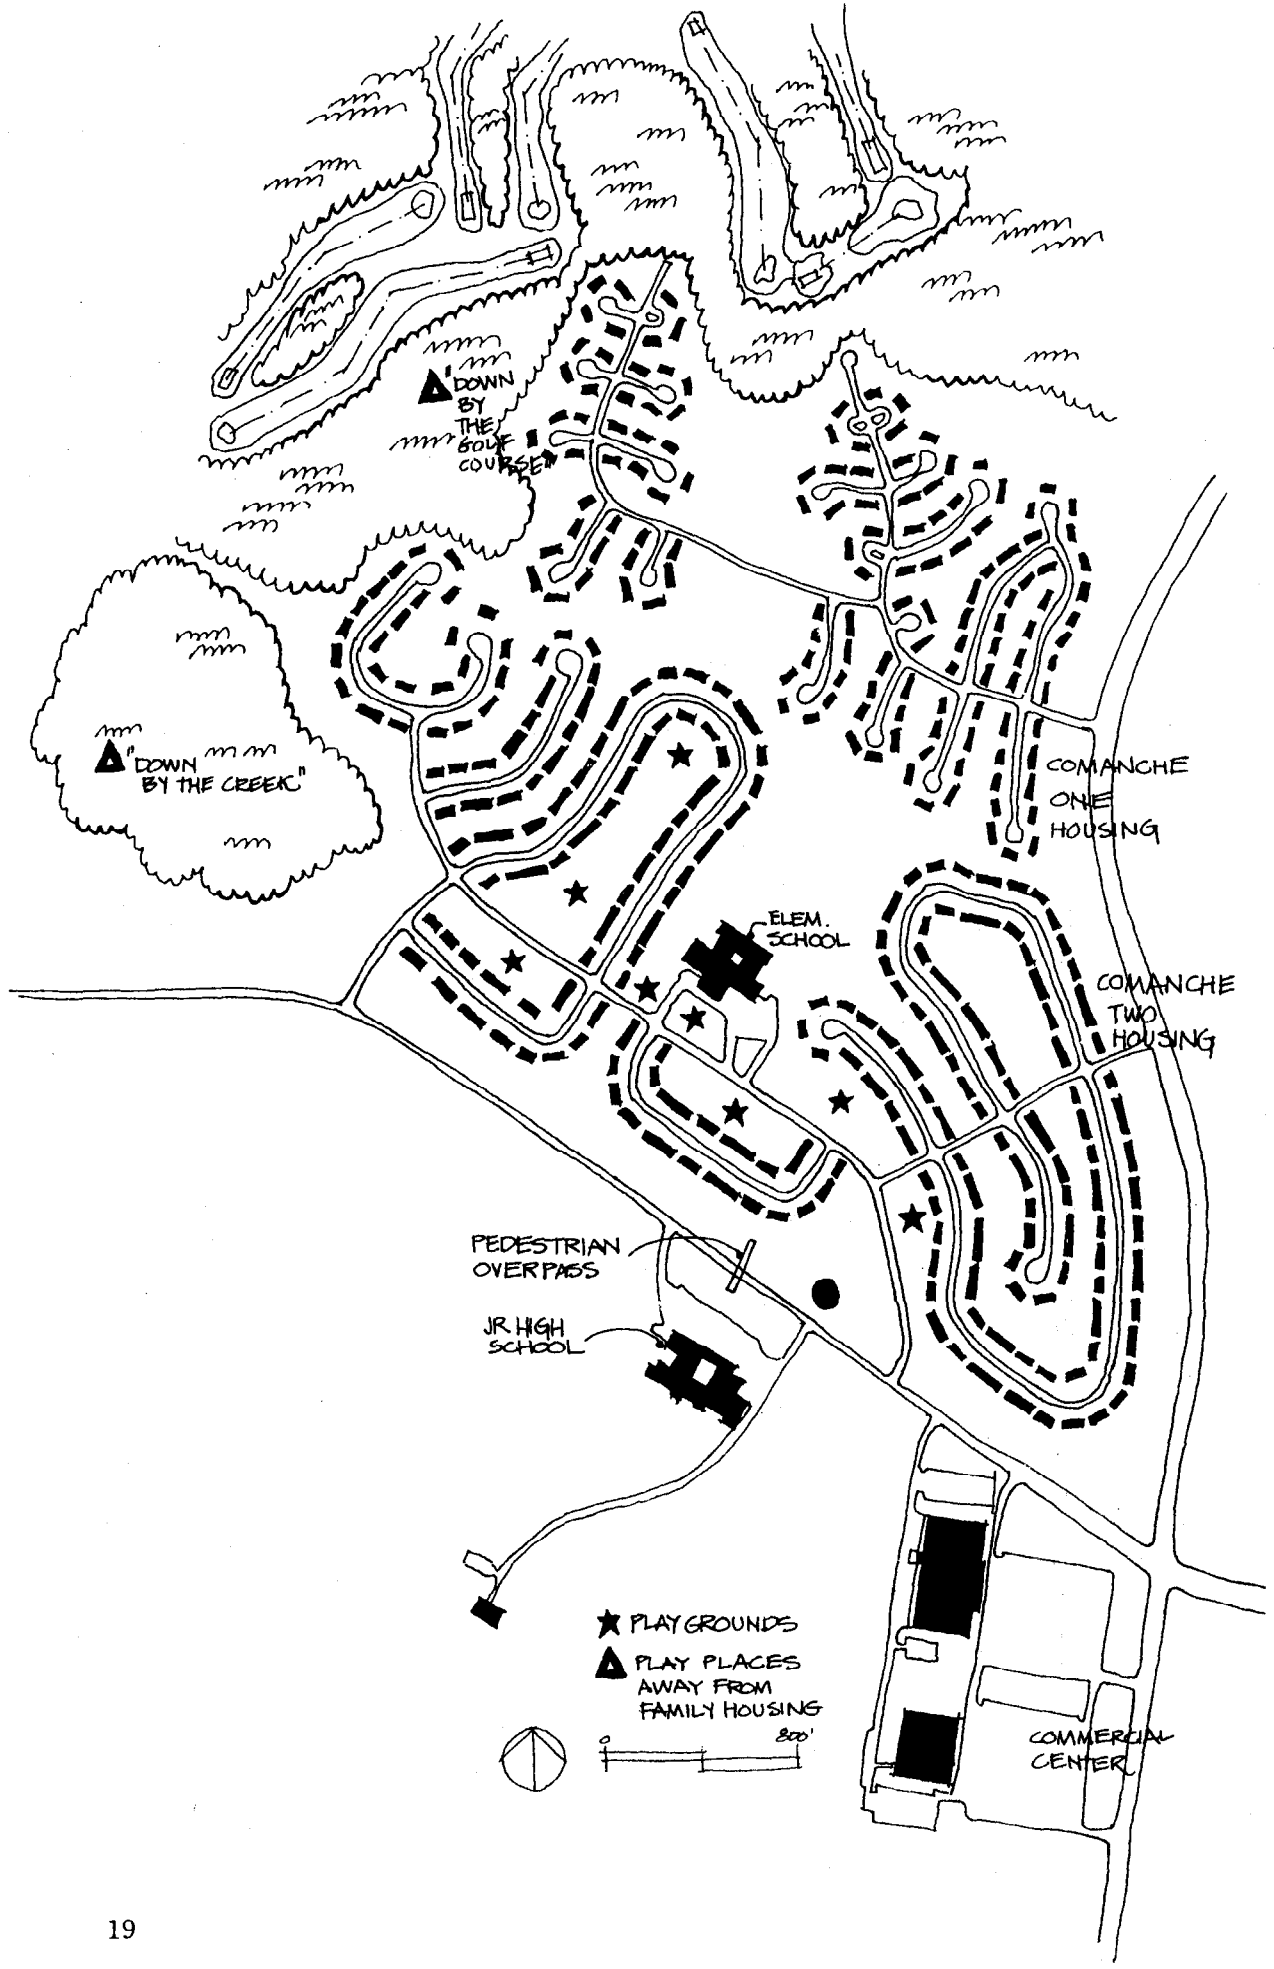 "DOWN
BY
THE
GOLF
COURSE"
"DOWN
BY THE CREEK"
COMANCHE
ONE
HOUSING
ELEM.
SCHOOL
COMANCHE
TWO
HOUSING
PEDESTRIAN
OVERPASS
JR. HIGH
SCHOOL
PLAYGROUNDS
PLAY PLACES
AWAY FROM
FAMILY HOUSING
0 800'
COMMERCIAL
CENTER
19